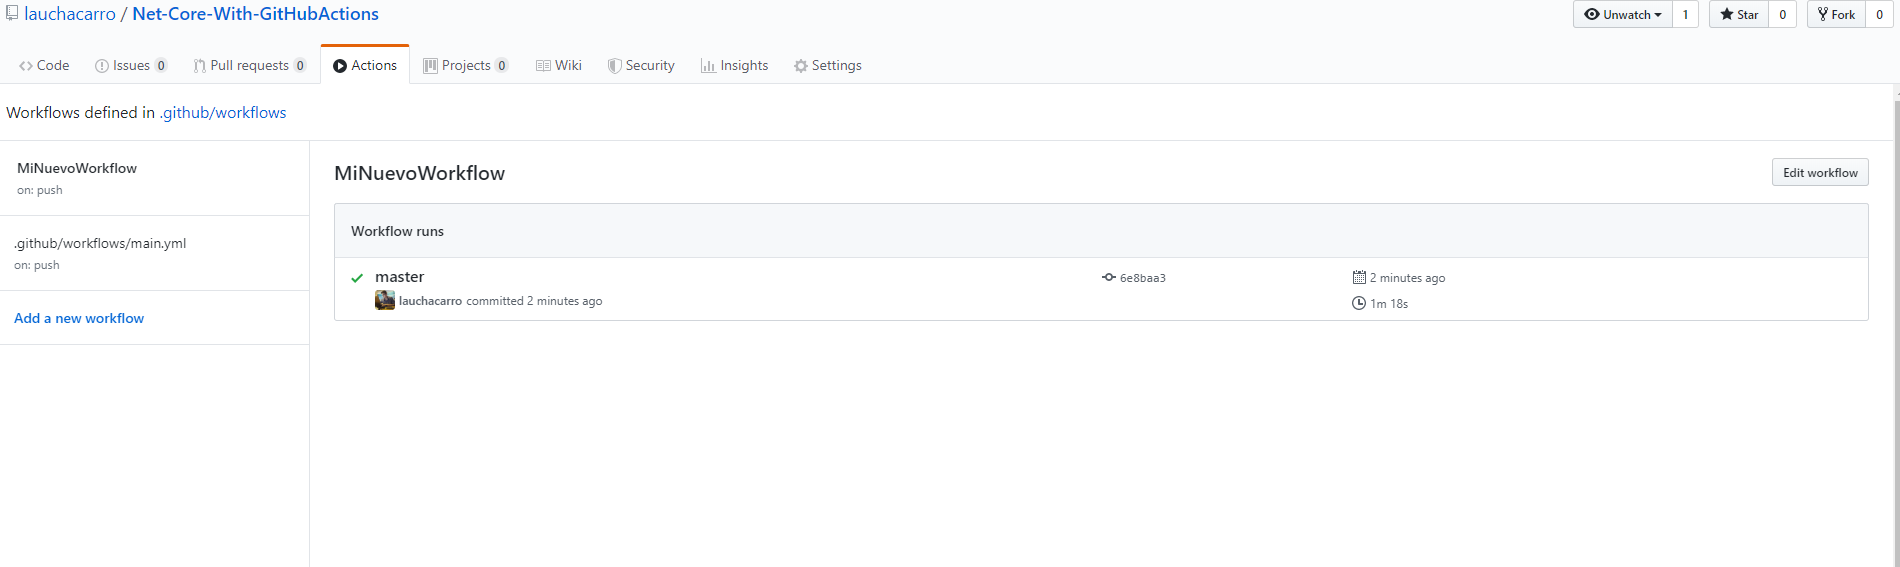 lauchacarro / Net-Core-With-GitHubActions
Unwatch 1 Star 0 Fork 0
Code Issues 0 Pull requests 0 Actions Projects 0 Wiki Security Insights Settings
Workflows defined in .github/workflows
MiNuevoWorkflow
on: push
.github/workflows/main.yml
on: push
Add a new workflow
MiNuevoWorkflow Edit workflow
Workflow runs
master 6e8baa3 2 minutes ago
lauchacarro committed 2 minutes ago 1m 18s